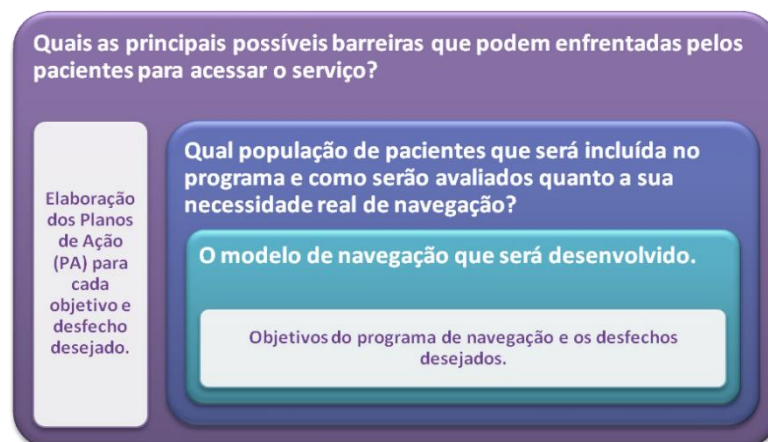 Quais as principais possíveis barreiras que podem enfrentadas pelos
pacientes para acessar o serviço?
Elaboração
dos Planos
de Ação
(PA) para
cada
objetivo e
desfecho
desejado.
Qual população de pacientes que será incluída no
programa e como serão avaliados quanto a sua
necessidade real de navegação?
O modelo de navegação que será desenvolvido.
Objetivos do programa de navegação e os desfechos
desejados.